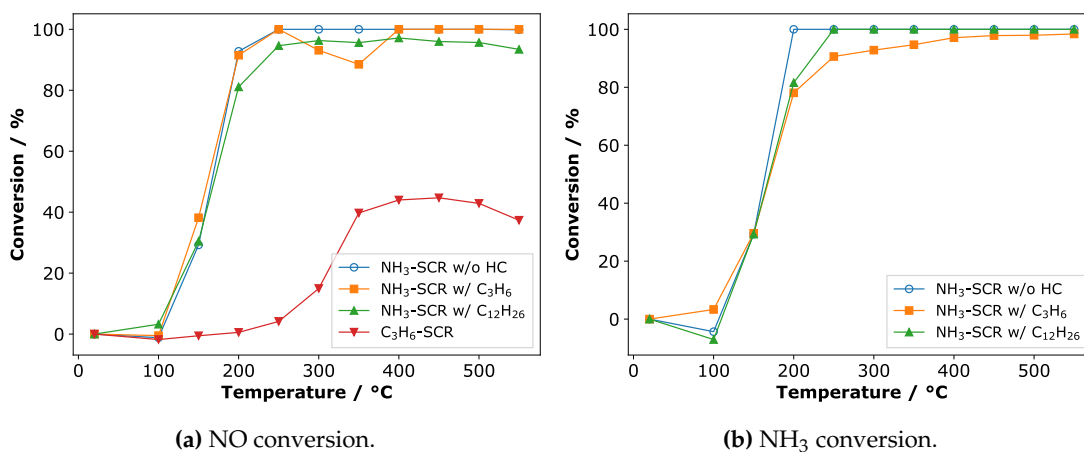 100
80
60
40
20
0
Conversion / %
NH₃-SCR w/o HC
NH₃-SCR w/ C₃H₆
NH₃-SCR w/ C₁₂H₂₆
C₃H₆-SCR
0 100 200 300 400 500
Temperature / °C
(a) NO conversion.
100
80
60
40
20
0
Conversion / %
NH₃-SCR w/o HC
NH₃-SCR w/ C₃H₆
NH₃-SCR w/ C₁₂H₂₆
0 100 200 300 400 500
Temperature / °C
(b) NH₃ conversion.